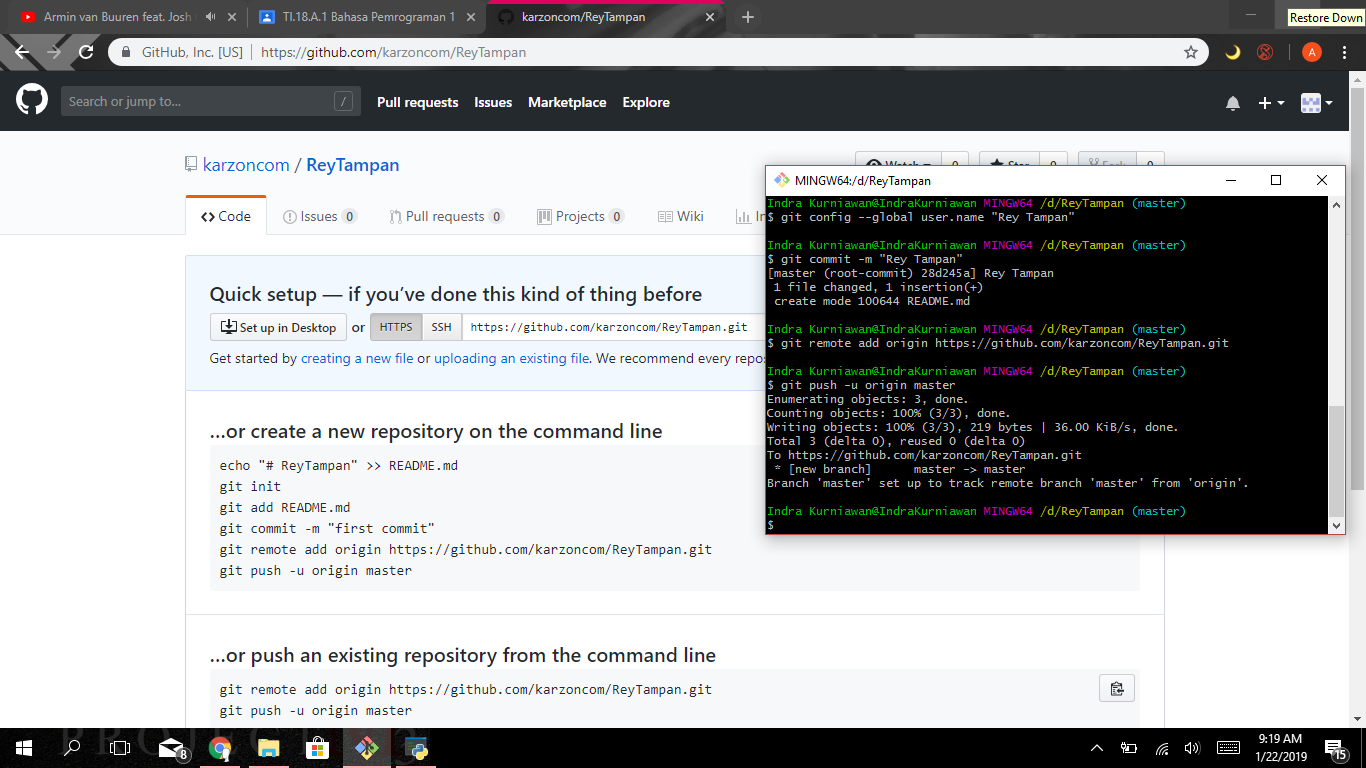 Armin van Buuren feat. Josh
TI.18.A.1 Bahasa Pemrograman 1
karzoncom/ReyTampan
Restore Down
GitHub, Inc. [US]
https://github.com/karzoncom/ReyTampan
A
Search or jump to...
/
Pull requests
Issues
Marketplace
Explore
karzoncom / ReyTampan
Watch
0
Star
0
Fork
0
Code
Issues 0
Pull requests 0
Projects 0
Wiki
Quick setup — if you've done this kind of thing before
Set up in Desktop
or
HTTPS
SSH
https://github.com/karzoncom/ReyTampan.git
Get started by creating a new file or uploading an existing file. We recommend every
…or create a new repository on the command line
echo "# ReyTampan" >> README.md
git init
git add README.md
git commit -m "first commit"
git remote add origin https://github.com/karzoncom/ReyTampan.git
git push -u origin master
…or push an existing repository from the command line
git remote add origin https://github.com/karzoncom/ReyTampan.git
git push -u origin master
MINGW64:/d/ReyTampan
Indra Kurniawan@IndraKurniawan MINGW64 /d/ReyTampan (master)
$ git config --global user.name "Rey Tampan"
Indra Kurniawan@IndraKurniawan MINGW64 /d/ReyTampan (master)
$ git commit -m "Rey Tampan"
[master (root-commit) 28d245a] Rey Tampan
1 file changed, 1 insertion(+)
create mode 100644 README.md
Indra Kurniawan@IndraKurniawan MINGW64 /d/ReyTampan (master)
$ git remote add origin https://github.com/karzoncom/ReyTampan.git
Indra Kurniawan@IndraKurniawan MINGW64 /d/ReyTampan (master)
$ git push -u origin master
Enumerating objects: 3, done.
Counting objects: 100% (3/3), done.
Writing objects: 100% (3/3), 219 bytes | 36.00 KiB/s, done.
Total 3 (delta 0), reused 0 (delta 0)
To https://github.com/karzoncom/ReyTampan.git
* [new branch]      master -> master
Branch 'master' set up to track remote branch 'master' from 'origin'.
Indra Kurniawan@IndraKurniawan MINGW64 /d/ReyTampan (master)
$
8
9:19 AM
1/22/2019
15